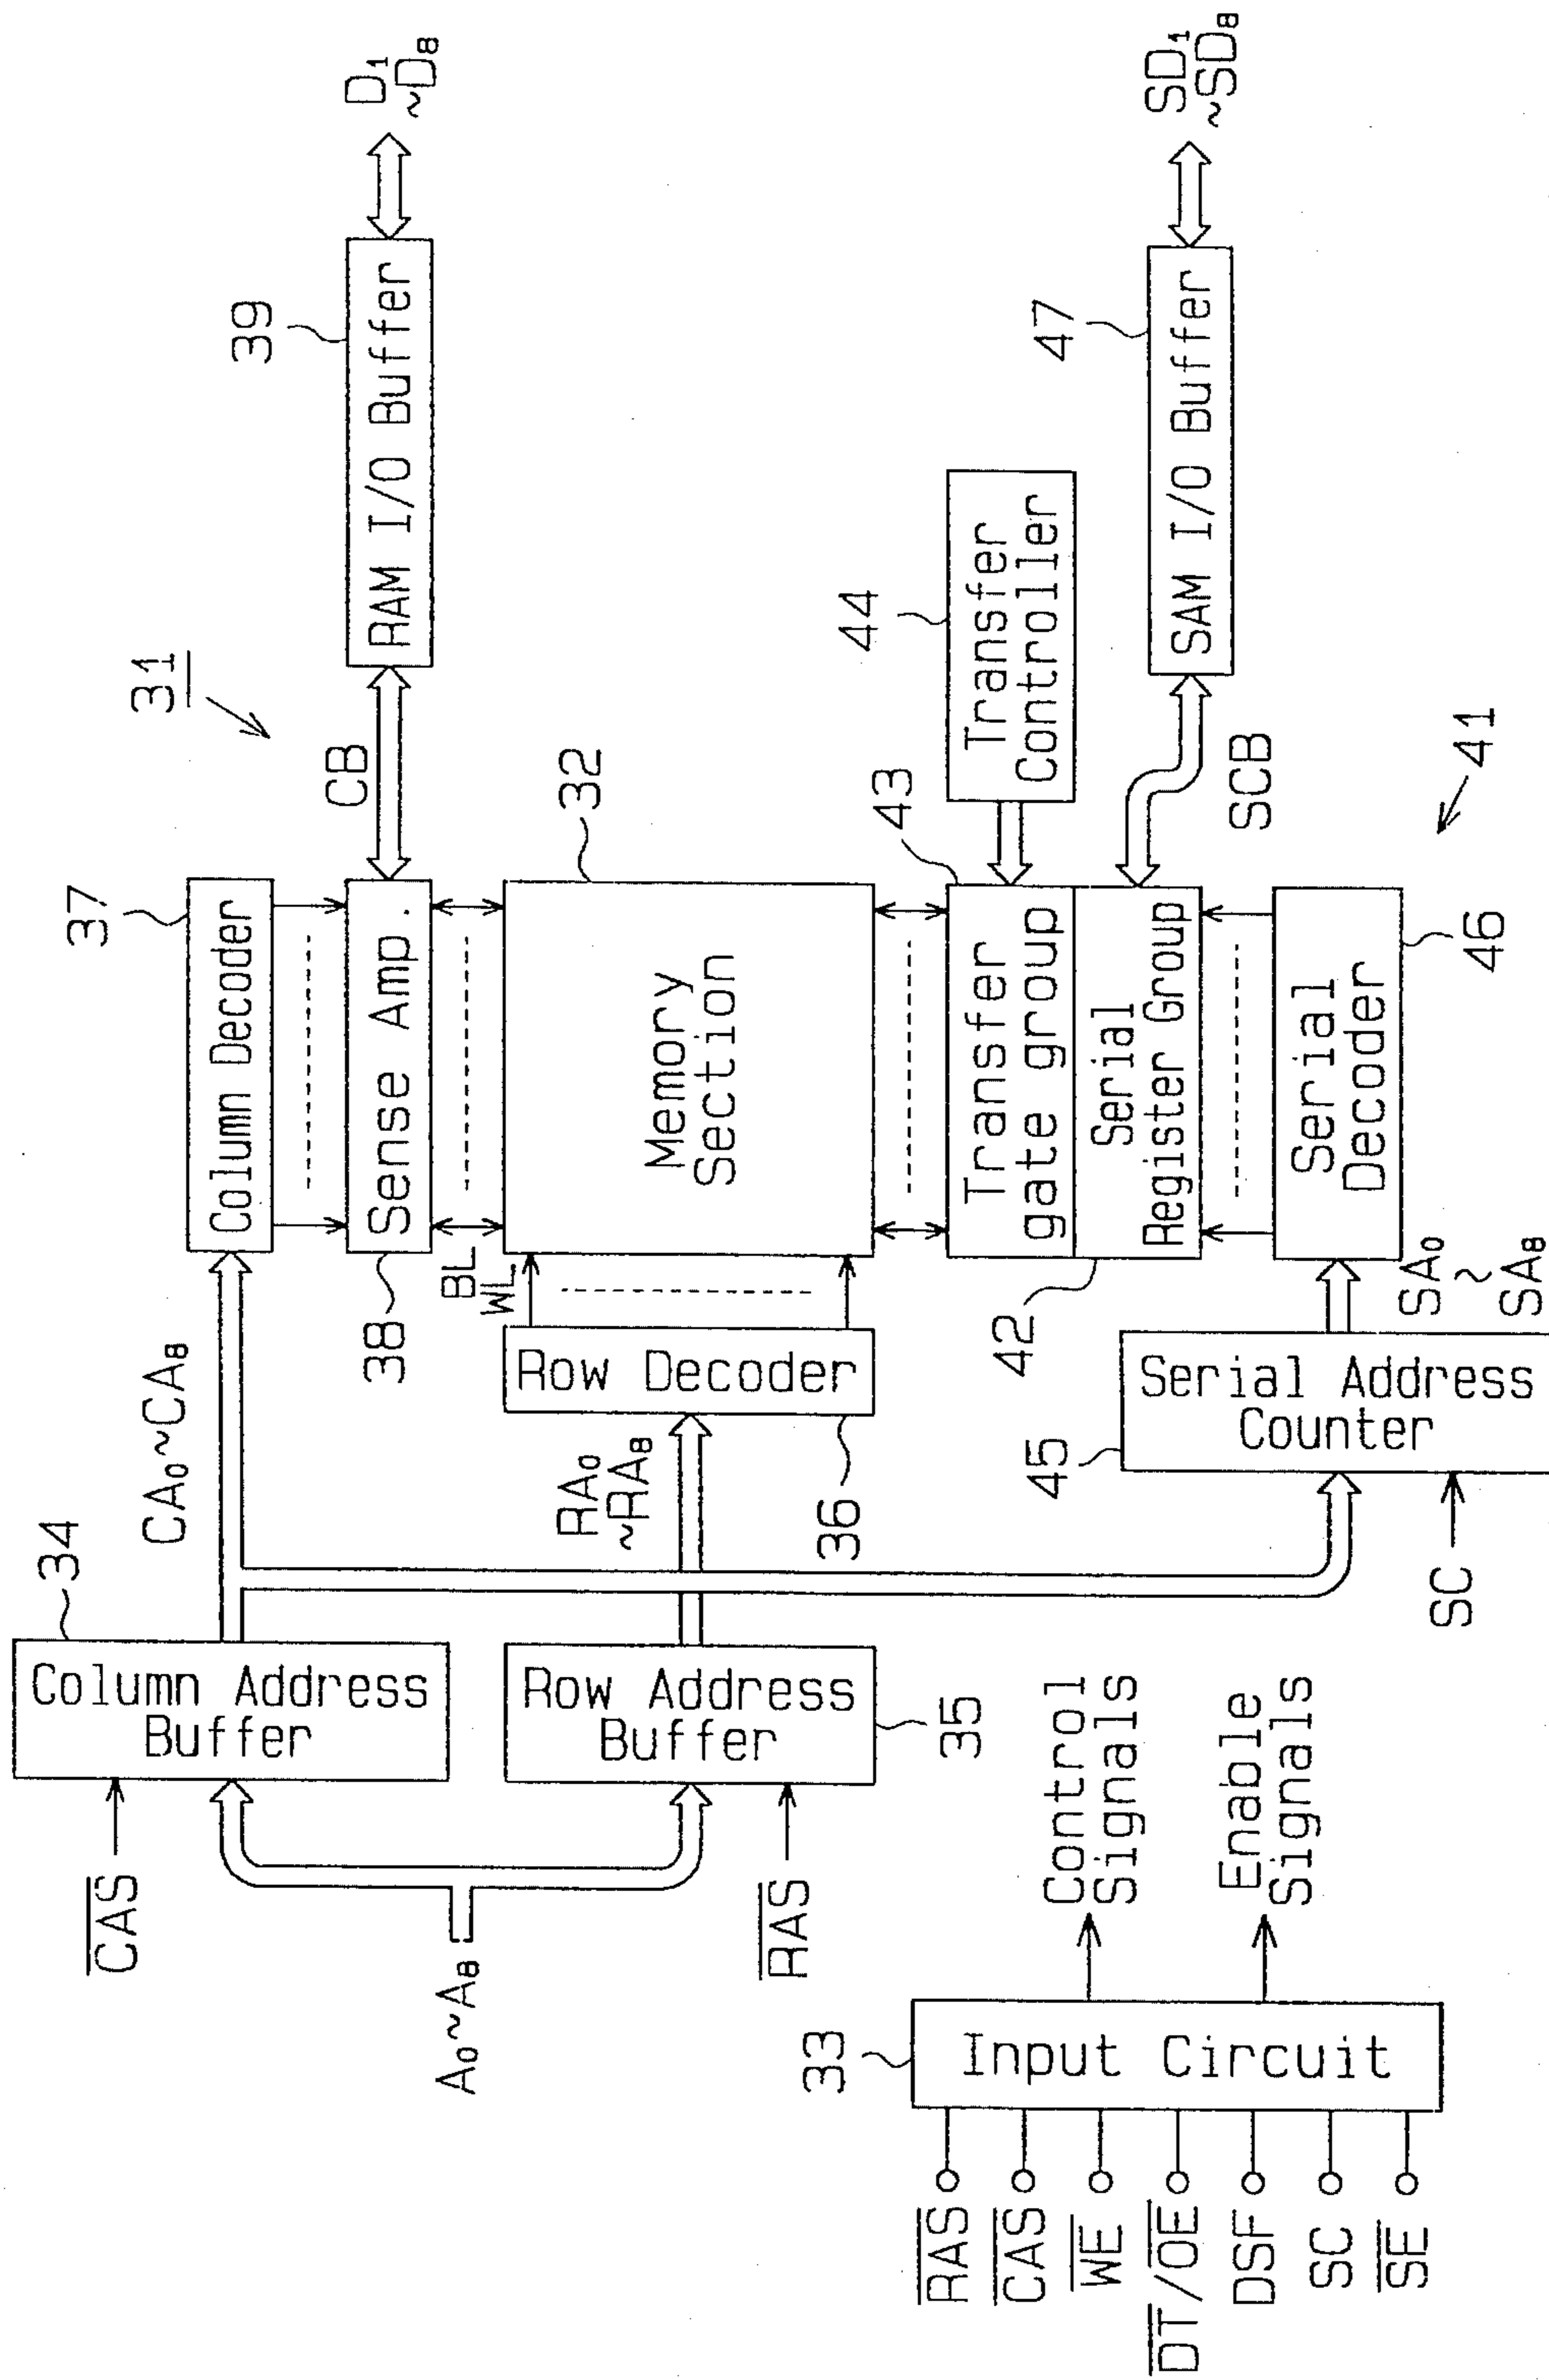 31
CAS
34
Column Address
Buffer
CA₀~CA₈
37
Column Decoder
38
Sense Amp.
CB
39
RAM I/O Buffer
D₁
~D₈
A₀~A₈
BL
WL
RAS
35
Row Address
Buffer
RA₀
~RA₈
36
Row Decoder
32
Memory
Section
43
Transfer
gate group
44
Transfer
Controller
42
Serial
Register Group
SCB
47
SAM I/O Buffer
SD₁
~SD₈
45
Serial Address
Counter
SC
SA₀
~
SA₈
46
Serial
Decoder
41
33
Input Circuit
RAS
CAS
WE
DT/OE
DSF
SC
SE
Control
Signals
Enable
Signals